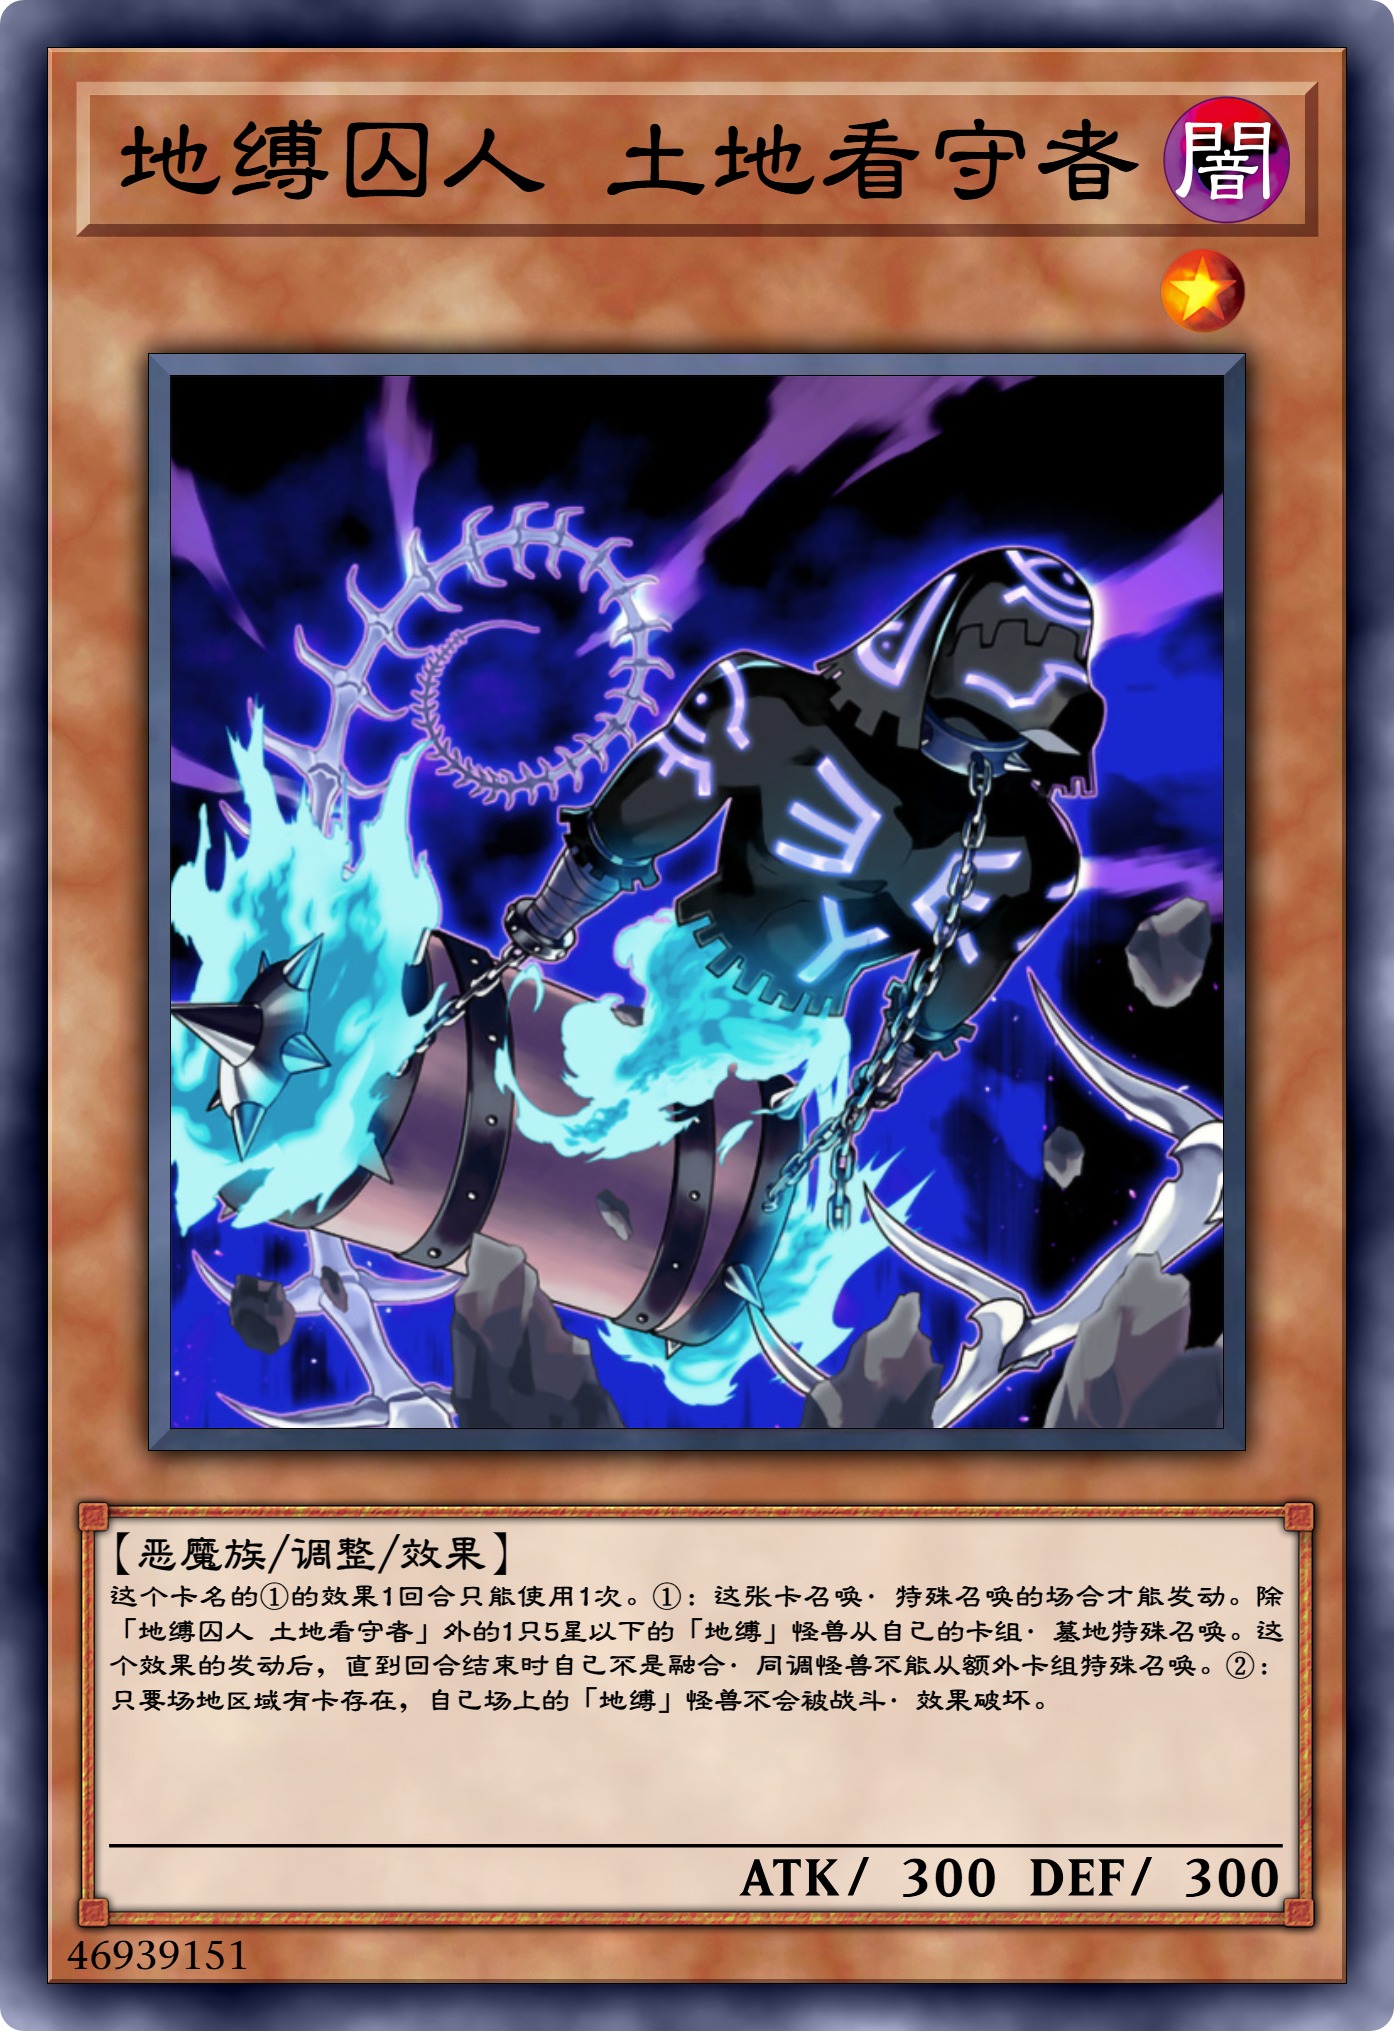 地缚囚人 土地看守者
闇
【恶魔族/调整/效果】
这个卡名的①的效果1回合只能使用1次。①：这张卡召唤·特殊召唤的场合才能发动。除
「地缚囚人 土地看守者」外的1只5星以下的「地缚」怪兽从自己的卡组·墓地特殊召唤。这
个效果的发动后，直到回合结束时自己不是融合·同调怪兽不能从额外卡组特殊召唤。②：
只要场地区域有卡存在，自己场上的「地缚」怪兽不会被战斗·效果破坏。
ATK/ 300 DEF/ 300
46939151